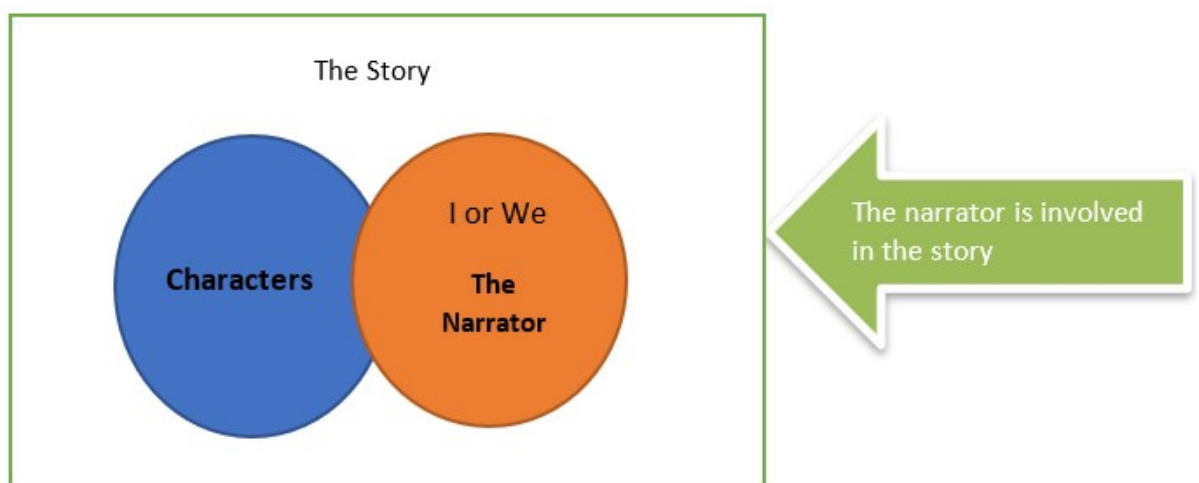 The Story
Characters
I or We
The
Narrator
The narrator is involved
in the story